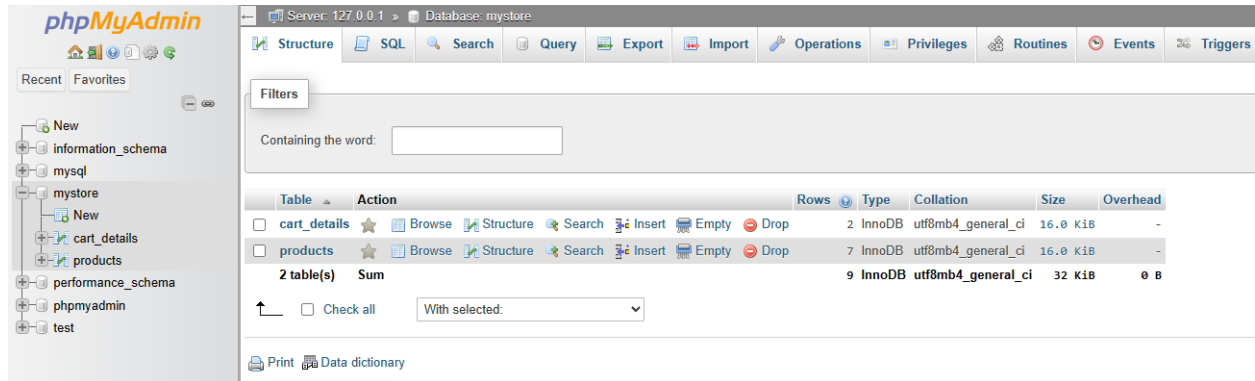 phpMyAdmin
Recent Favorites
New
information_schema
mysql
mystore
New
cart_details
products
performance_schema
phpmyadmin
test
Server: 127.0.0.1 » Database: mystore
Structure SQL Search Query Export Import Operations Privileges Routines Events Triggers
Filters
Containing the word:
Table Action Rows Type Collation Size Overhead
cart_details Browse Structure Search Insert Empty Drop 2 InnoDB utf8mb4_general_ci 16.0 KiB -
products Browse Structure Search Insert Empty Drop 7 InnoDB utf8mb4_general_ci 16.0 KiB -
2 table(s) Sum 9 InnoDB utf8mb4_general_ci 32 KiB 0 B
Check all With selected:
Print Data dictionary